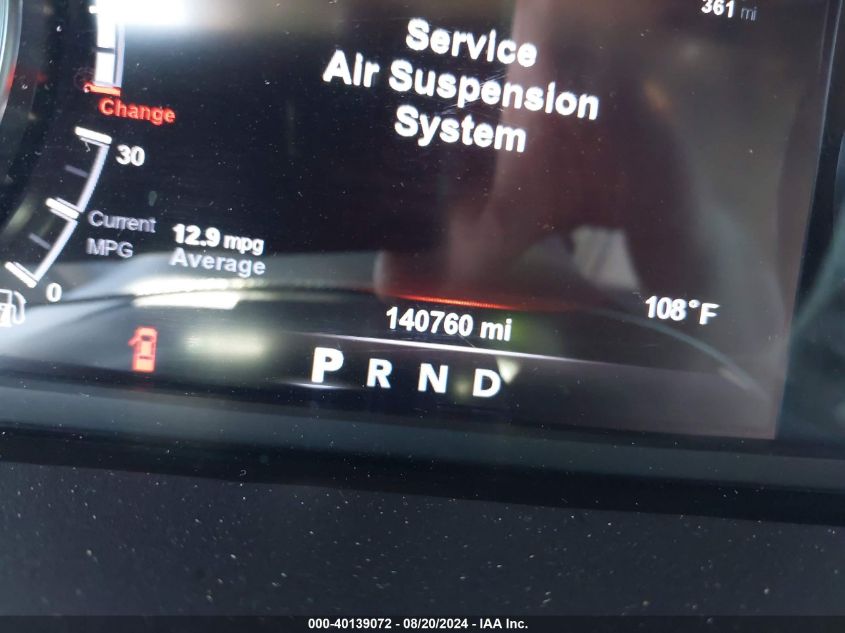 361 mi
Service
Air Suspension
System
Change
30
Current
MPG
12.9 mpg
Average
0
108°F
140760 mi
P R N D
000-40139072 - 08/20/2024 - IAA Inc.